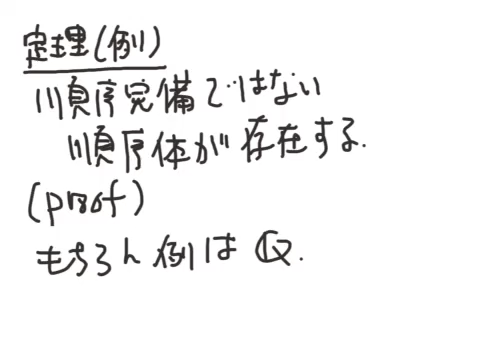 定理(例)
順序完備ではない
順序体が存在する.
(proof)
もちろん例はℚ.